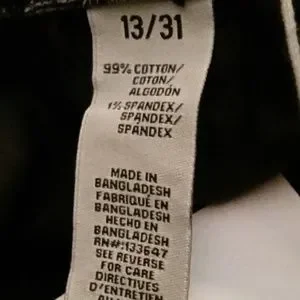 13/31
99% COTTON/
COTON/
ALGODÓN
1% SPANDEX/
SPANDEX/
SPANDEX
MADE IN
BANGLADESH
FABRIQUÉ EN
BANGLADESH
HECHO EN
BANGLADESH
RN#:133647
SEE REVERSE
FOR CARE
DIRECTIVES
D'ENTRETIEN